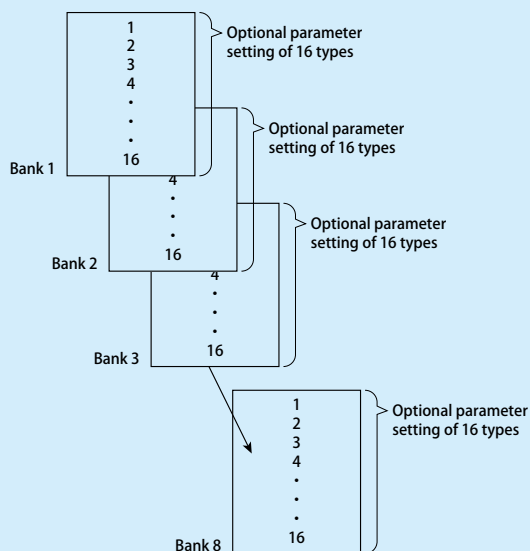 1
2
3
4
•
•
•
16
Bank 1
Optional parameter
setting of 16 types
4
•
•
•
16
Bank 2
Optional parameter
setting of 16 types
4
•
•
•
16
Bank 3
Optional parameter
setting of 16 types
1
2
3
4
•
•
•
16
Bank 8
Optional parameter
setting of 16 types